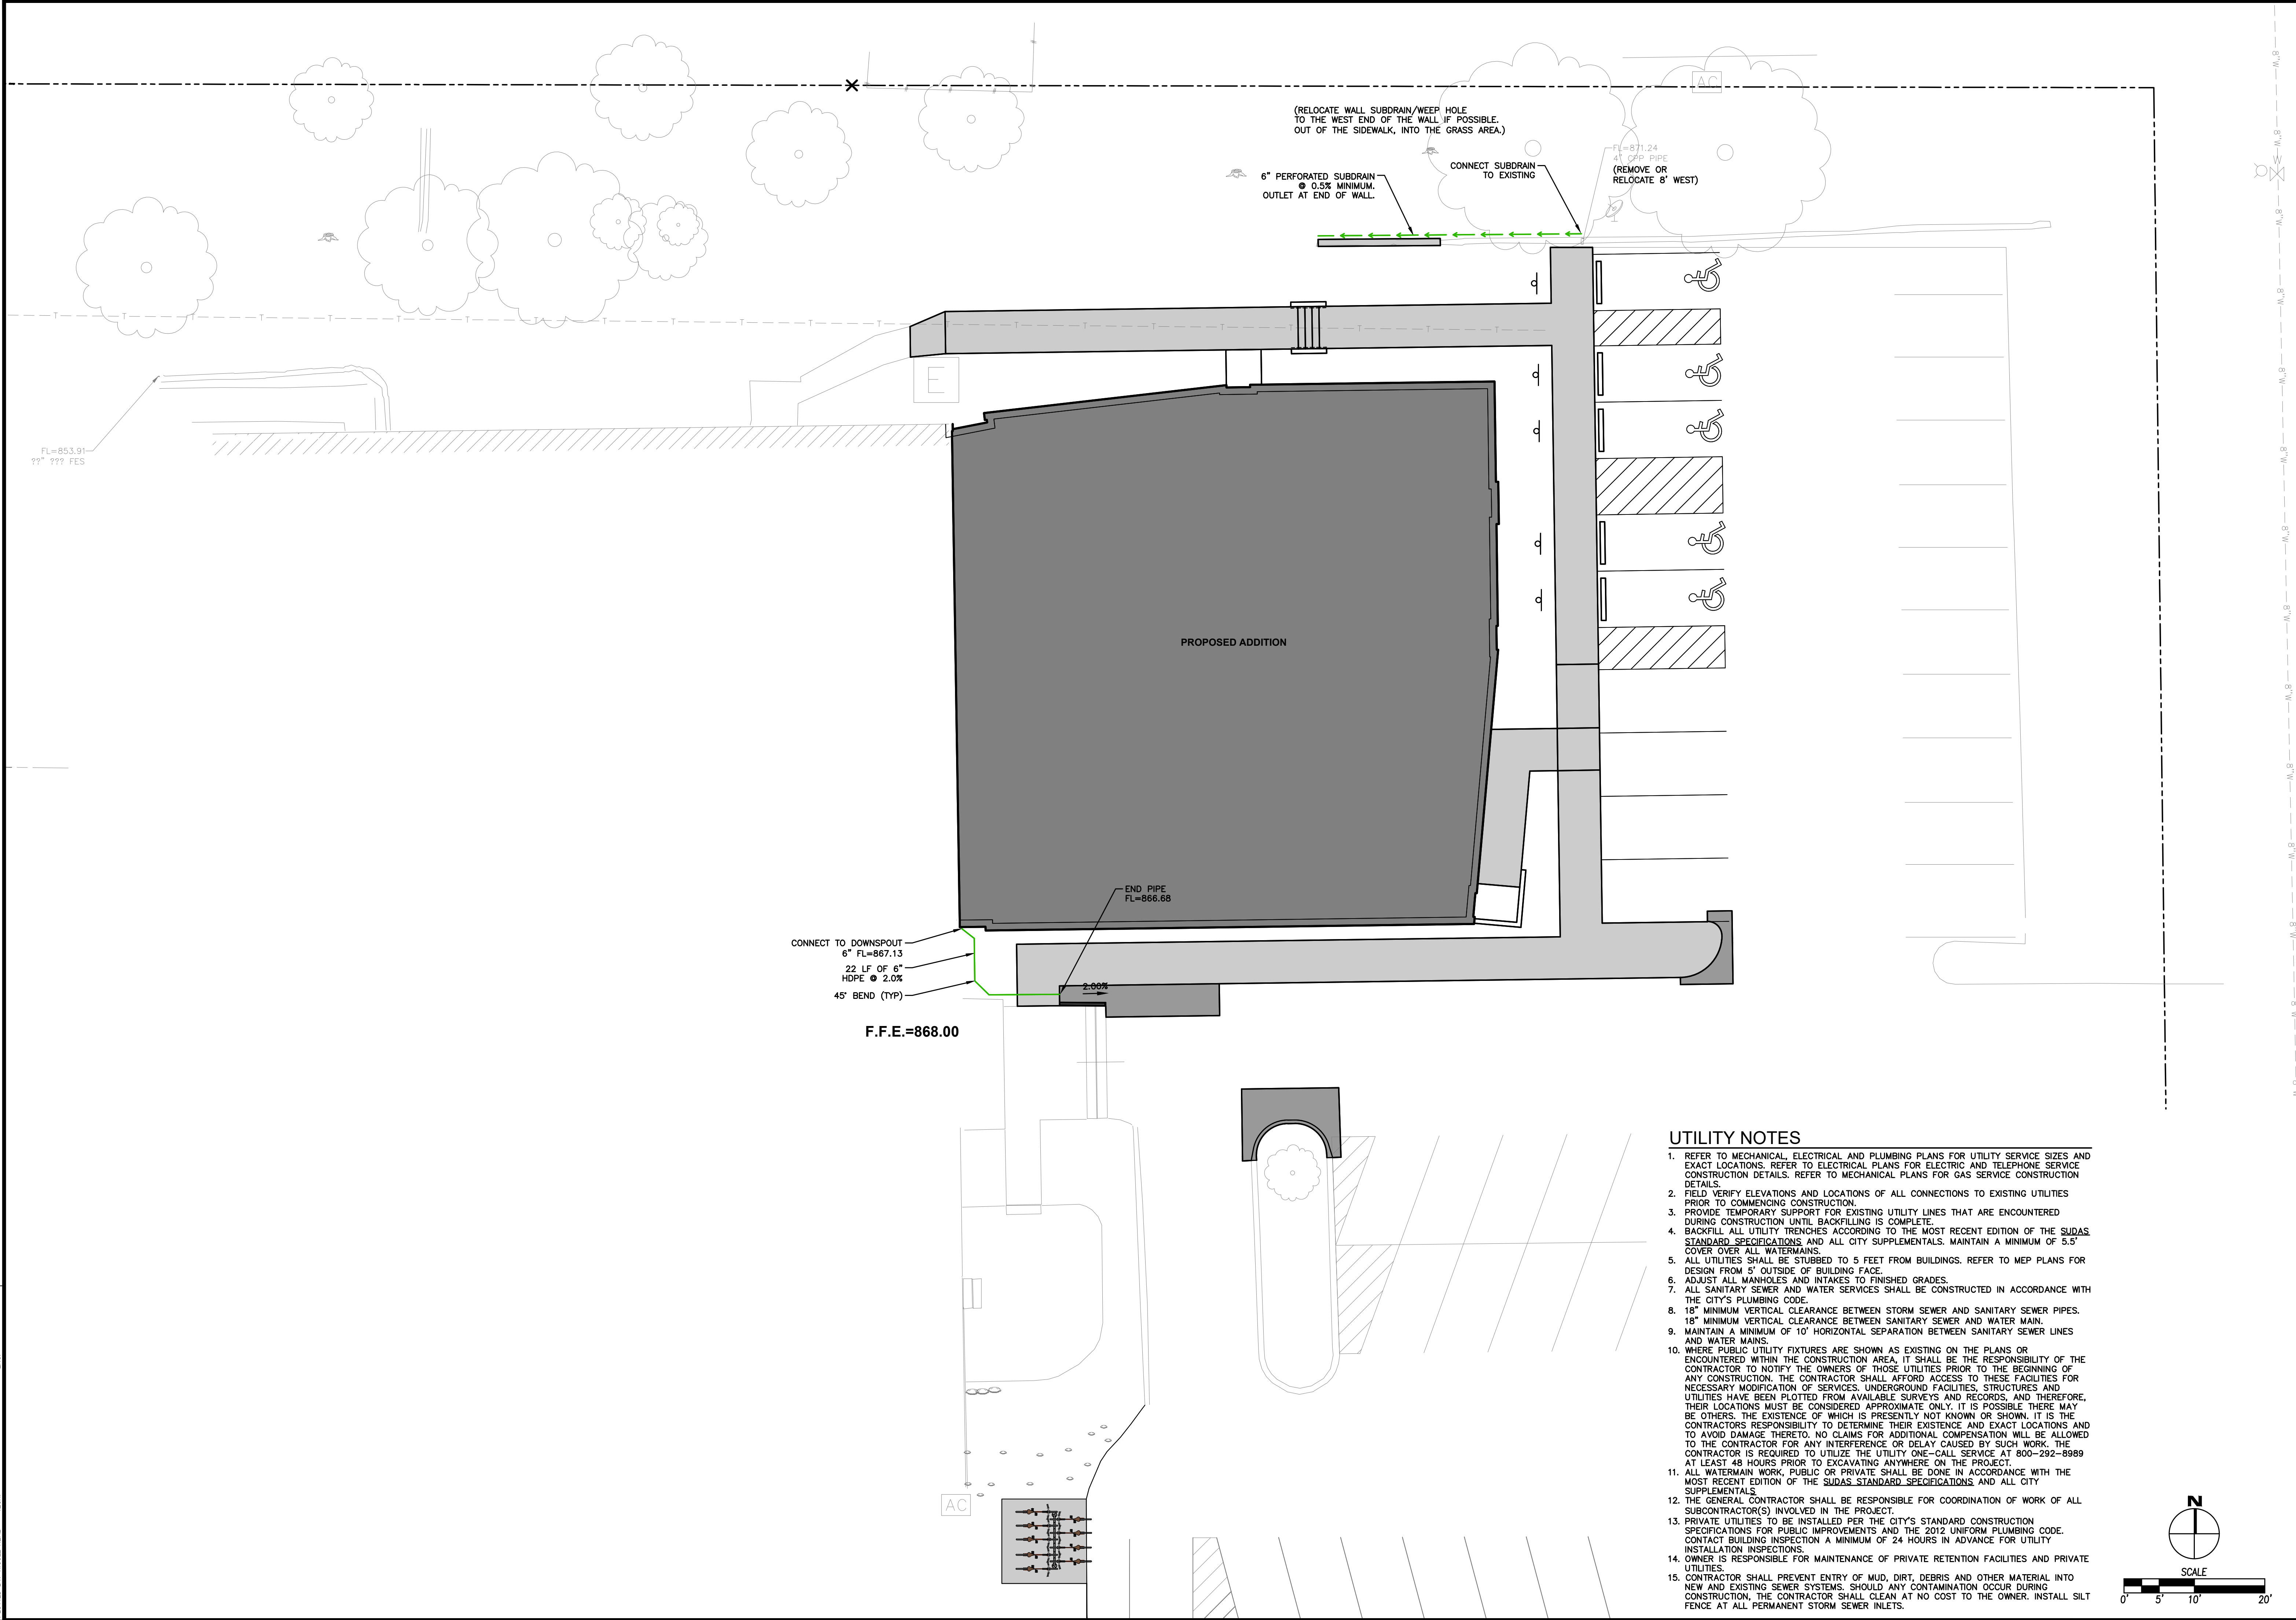 AC
(RELOCATE WALL SUBDRAIN/WEEP HOLE
TO THE WEST END OF THE WALL IF POSSIBLE.
OUT OF THE SIDEWALK, INTO THE GRASS AREA.)
FL=871.24
4" CPP PIPE
(REMOVE OR
RELOCATE 8' WEST)
CONNECT SUBDRAIN
TO EXISTING
6" PERFORATED SUBDRAIN
@ 0.5% MINIMUM.
OUTLET AT END OF WALL.
E
FL=853.91
??" ??? FES
PROPOSED ADDITION
END PIPE
FL=866.68
CONNECT TO DOWNSPOUT
6" FL=867.13
22 LF OF 6"
HDPE @ 2.0%
45° BEND (TYP)
2.00%
F.F.E.=868.00
AC
UTILITY NOTES
1. REFER TO MECHANICAL, ELECTRICAL AND PLUMBING PLANS FOR UTILITY SERVICE SIZES AND
EXACT LOCATIONS. REFER TO ELECTRICAL PLANS FOR ELECTRIC AND TELEPHONE SERVICE
CONSTRUCTION DETAILS. REFER TO MECHANICAL PLANS FOR GAS SERVICE CONSTRUCTION
DETAILS.
2. FIELD VERIFY ELEVATIONS AND LOCATIONS OF ALL CONNECTIONS TO EXISTING UTILITIES
PRIOR TO COMMENCING CONSTRUCTION.
3. PROVIDE TEMPORARY SUPPORT FOR EXISTING UTILITY LINES THAT ARE ENCOUNTERED
DURING CONSTRUCTION UNTIL BACKFILLING IS COMPLETE.
4. BACKFILL ALL UTILITY TRENCHES ACCORDING TO THE MOST RECENT EDITION OF THE SUDAS
STANDARD SPECIFICATIONS AND ALL CITY SUPPLEMENTALS. MAINTAIN A MINIMUM OF 5.5'
COVER OVER ALL WATERMAINS.
5. ALL UTILITIES SHALL BE STUBBED TO 5 FEET FROM BUILDINGS. REFER TO MEP PLANS FOR
DESIGN FROM 5' OUTSIDE OF BUILDING FACE.
6. ADJUST ALL MANHOLES AND INTAKES TO FINISHED GRADES.
7. ALL SANITARY SEWER AND WATER SERVICES SHALL BE CONSTRUCTED IN ACCORDANCE WITH
THE CITY'S PLUMBING CODE.
8. 18" MINIMUM VERTICAL CLEARANCE BETWEEN STORM SEWER AND SANITARY SEWER PIPES.
18" MINIMUM VERTICAL CLEARANCE BETWEEN SANITARY SEWER AND WATER MAIN.
9. MAINTAIN A MINIMUM OF 10' HORIZONTAL SEPARATION BETWEEN SANITARY SEWER LINES
AND WATER MAINS.
10. WHERE PUBLIC UTILITY FIXTURES ARE SHOWN AS EXISTING ON THE PLANS OR
ENCOUNTERED WITHIN THE CONSTRUCTION AREA, IT SHALL BE THE RESPONSIBILITY OF THE
CONTRACTOR TO NOTIFY THE OWNERS OF THOSE UTILITIES PRIOR TO THE BEGINNING OF
ANY CONSTRUCTION. THE CONTRACTOR SHALL AFFORD ACCESS TO THESE FACILITIES FOR
NECESSARY MODIFICATION OF SERVICES. UNDERGROUND FACILITIES, STRUCTURES AND
UTILITIES HAVE BEEN PLOTTED FROM AVAILABLE SURVEYS AND RECORDS, AND THEREFORE,
THEIR LOCATIONS MUST BE CONSIDERED APPROXIMATE ONLY. IT IS POSSIBLE THERE MAY
BE OTHERS. THE EXISTENCE OF WHICH IS PRESENTLY NOT KNOWN OR SHOWN. IT IS THE
CONTRACTORS RESPONSIBILITY TO DETERMINE THEIR EXISTENCE AND EXACT LOCATIONS AND
TO AVOID DAMAGE THERETO. NO CLAIMS FOR ADDITIONAL COMPENSATION WILL BE ALLOWED
TO THE CONTRACTOR FOR ANY INTERFERENCE OR DELAY CAUSED BY SUCH WORK. THE
CONTRACTOR IS REQUIRED TO UTILIZE THE UTILITY ONE-CALL SERVICE AT 800-292-8989
AT LEAST 48 HOURS PRIOR TO EXCAVATING ANYWHERE ON THE PROJECT.
11. ALL WATERMAIN WORK, PUBLIC OR PRIVATE SHALL BE DONE IN ACCORDANCE WITH THE
MOST RECENT EDITION OF THE SUDAS STANDARD SPECIFICATIONS AND ALL CITY
SUPPLEMENTALS.
12. THE GENERAL CONTRACTOR SHALL BE RESPONSIBLE FOR COORDINATION OF WORK OF ALL
SUBCONTRACTOR(S) INVOLVED IN THE PROJECT.
13. PRIVATE UTILITIES TO BE INSTALLED PER THE CITY'S STANDARD CONSTRUCTION
SPECIFICATIONS FOR PUBLIC IMPROVEMENTS AND THE 2012 UNIFORM PLUMBING CODE.
CONTACT BUILDING INSPECTION A MINIMUM OF 24 HOURS IN ADVANCE FOR UTILITY
INSTALLATION INSPECTIONS.
14. OWNER IS RESPONSIBLE FOR MAINTENANCE OF PRIVATE RETENTION FACILITIES AND PRIVATE
UTILITIES.
15. CONTRACTOR SHALL PREVENT ENTRY OF MUD, DIRT, DEBRIS AND OTHER MATERIAL INTO
NEW AND EXISTING SEWER SYSTEMS. SHOULD ANY CONTAMINATION OCCUR DURING
CONSTRUCTION, THE CONTRACTOR SHALL CLEAN AT NO COST TO THE OWNER. INSTALL SILT
FENCE AT ALL PERMANENT STORM SEWER INLETS.
N
SCALE
0' 5' 10' 20'